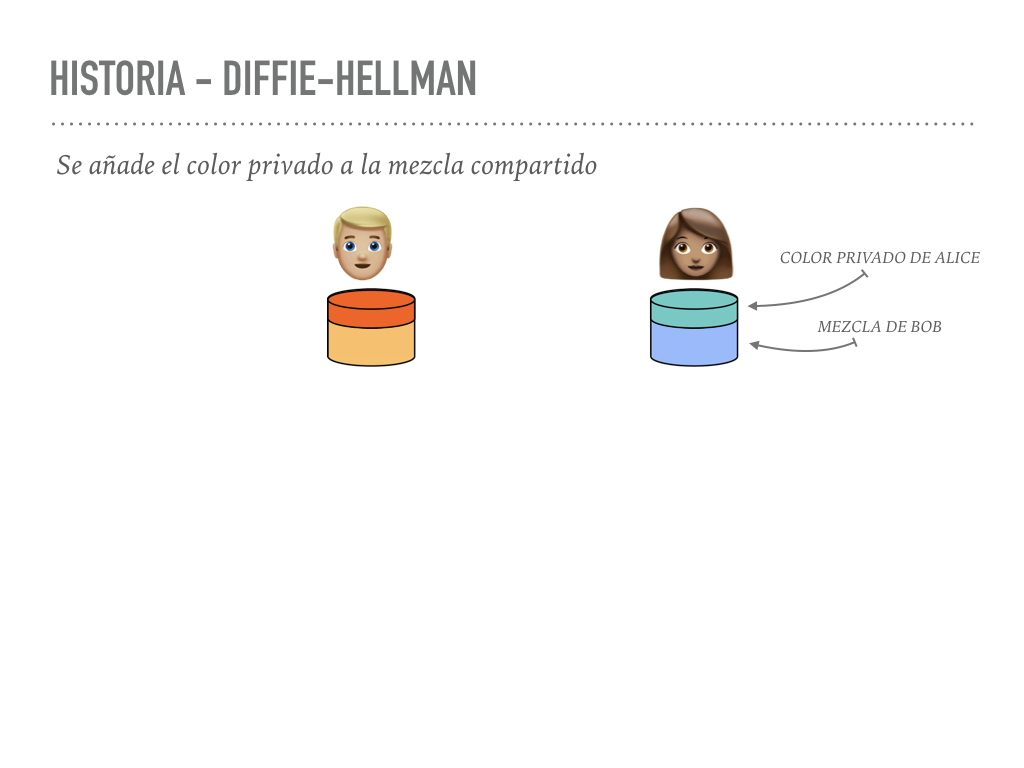 HISTORIA - DIFFIE-HELLMAN
Se añade el color privado a la mezcla compartido
COLOR PRIVADO DE ALICE
MEZCLA DE BOB